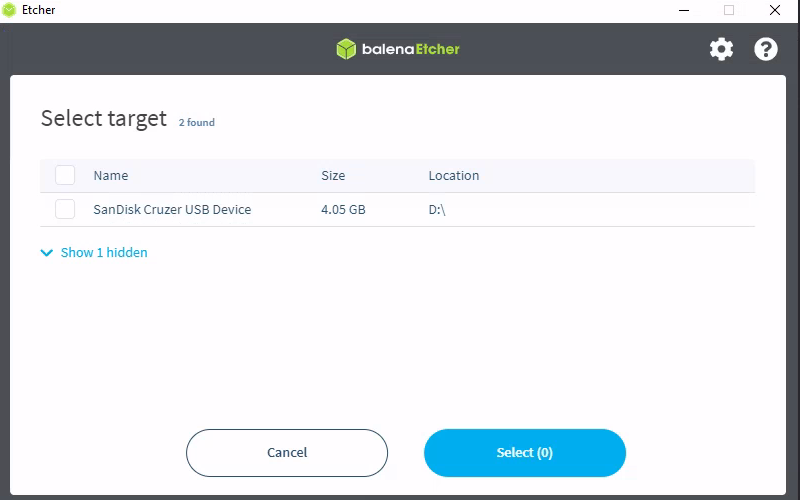 Etcher
balenaEtcher
Select target 2 found
Name Size Location
SanDisk Cruzer USB Device 4.05 GB D:\
Show 1 hidden
Cancel Select (0)